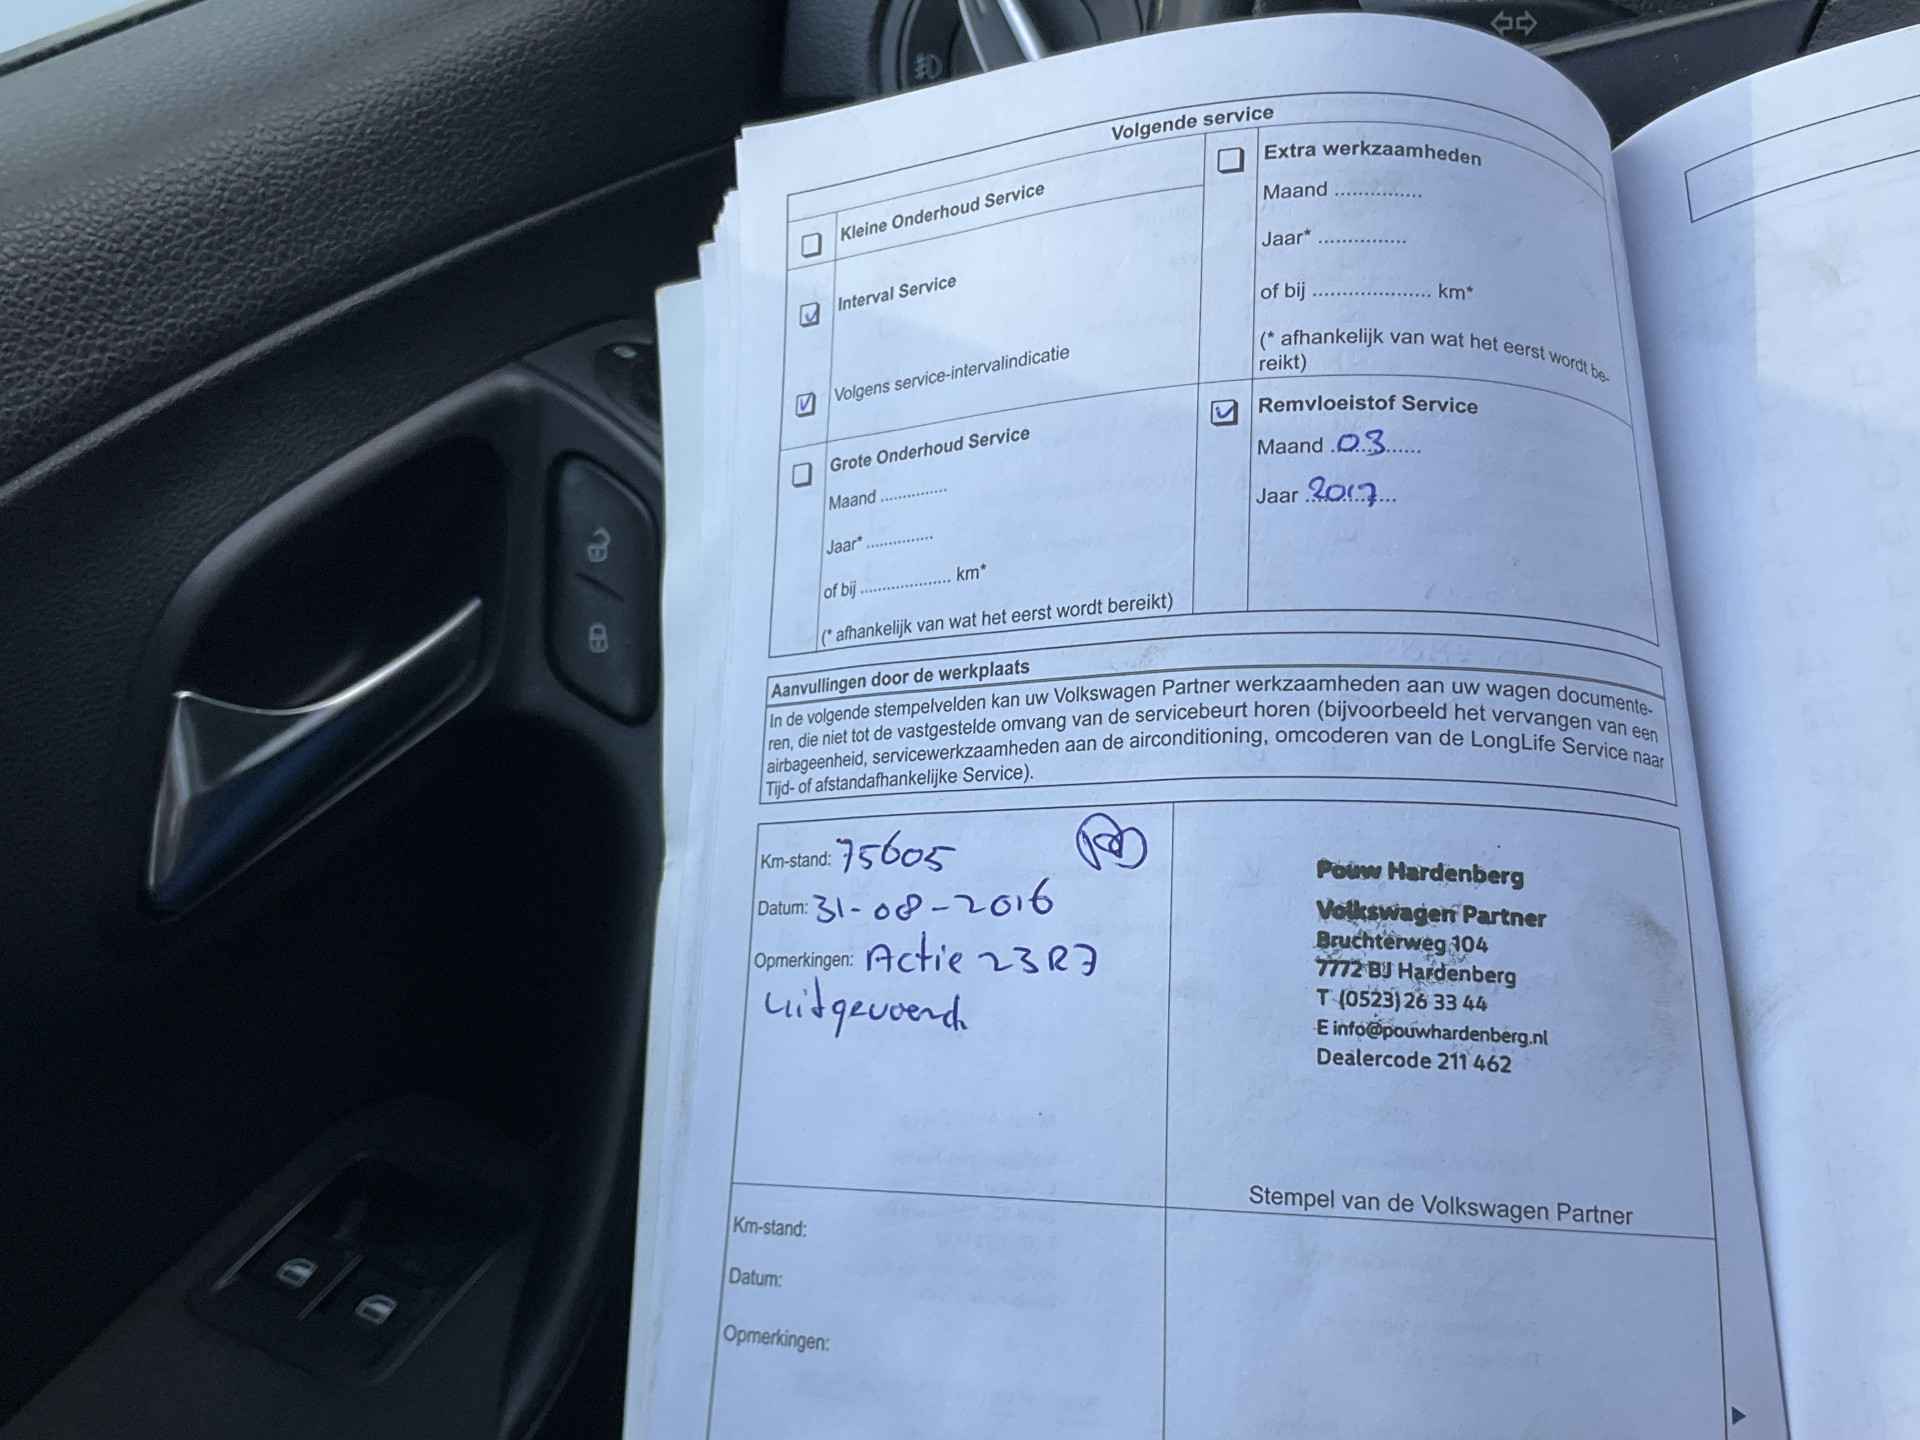 Volgende service
Kleine Onderhoud Service
Interval Service
Volgens service-intervalindicatie
Grote Onderhoud Service
Maand ...............
Jaar* ...............
of bij .................... km*
(* afhankelijk van wat het eerst wordt bereikt)
Extra werkzaamheden
Maand ...............
Jaar* ...............
of bij .................... km*
(* afhankelijk van wat het eerst wordt be-
reikt)
Remvloeistof Service
Maand 03
Jaar 2017
Aanvullingen door de werkplaats
In de volgende stempelvelden kan uw Volkswagen Partner werkzaamheden aan uw wagen documente-
ren, die niet tot de vastgestelde omvang van de servicebeurt horen (bijvoorbeeld het vervangen van een
airbageenheid, servicewerkzaamheden aan de airconditioning, omcoderen van de LongLife Service naar
Tijd- of afstandafhankelijke Service).
Km-stand: 75605
Datum: 31-08-2016
Opmerkingen: Actie 23R7
uitgevoerd
Pouw Hardenberg
Volkswagen Partner
Bruchterweg 104
7772 BJ Hardenberg
T (0523) 26 33 44
E info@pouwhardenberg.nl
Dealercode 211 462
Stempel van de Volkswagen Partner
Km-stand:
Datum:
Opmerkingen: